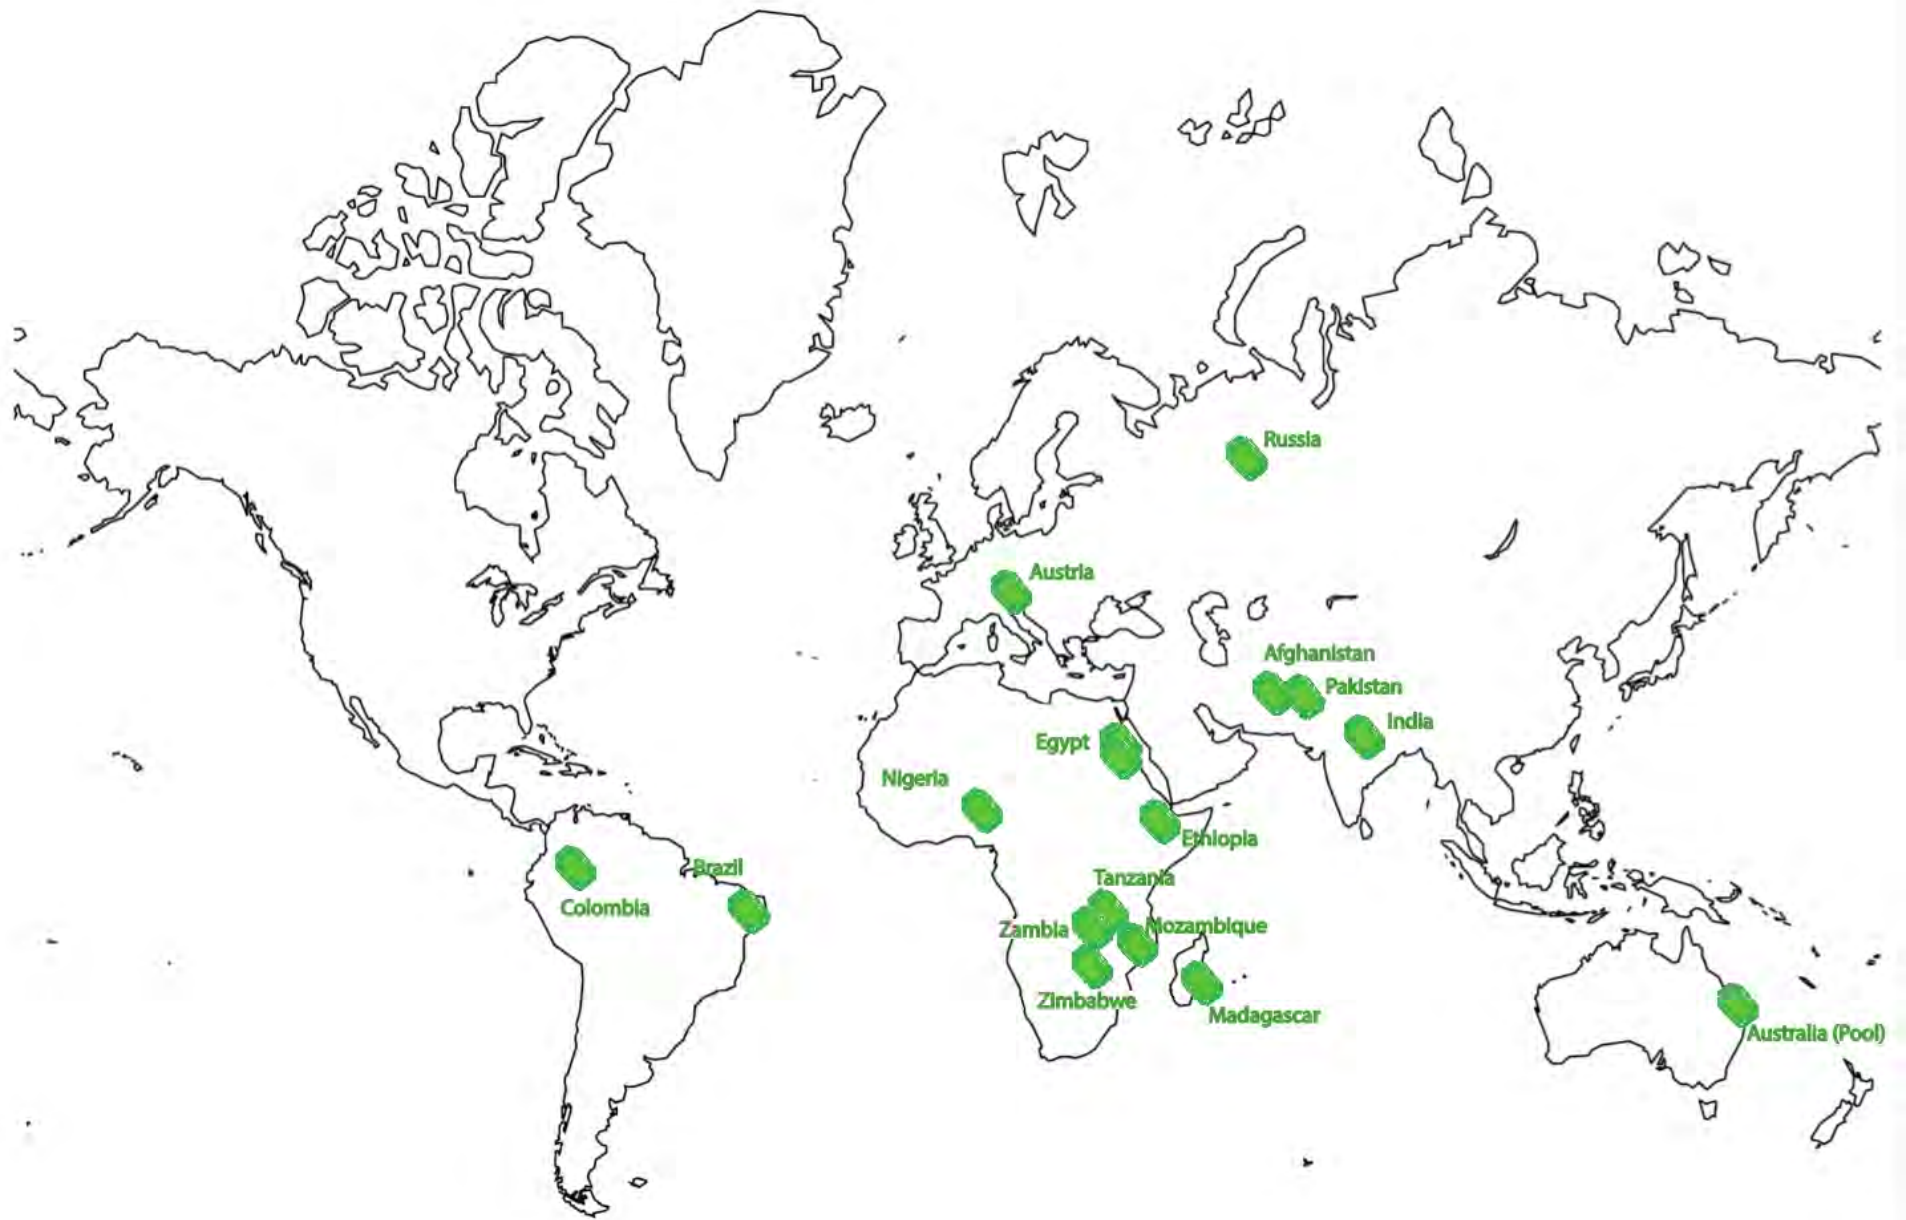 Russia
Austria
Afghanistan
Pakistan
India
Egypt
Nigeria
Ethiopia
Brazil
Tanzania
Colombia
Zambia
Mozambique
Zimbabwe
Madagascar
Australia (Pool)